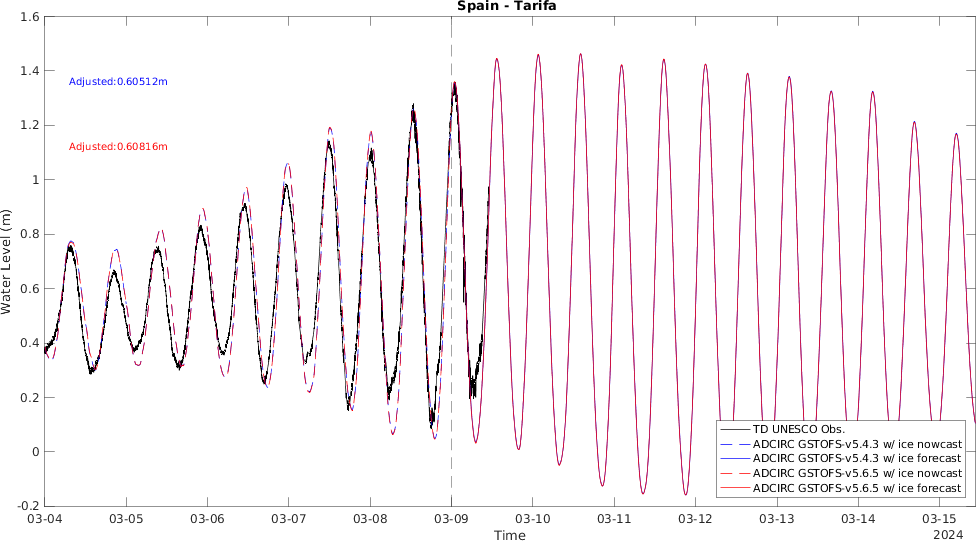 Spain - Tarifa
1.6
1.4
1.2
1
0.8
0.6
0.4
0.2
0
-0.2
Water Level (m)
Adjusted:0.60512m
Adjusted:0.60816m
TD UNESCO Obs.
ADCIRC GSTOFS-v5.4.3 w/ ice nowcast
ADCIRC GSTOFS-v5.4.3 w/ ice forecast
ADCIRC GSTOFS-v5.6.5 w/ ice nowcast
ADCIRC GSTOFS-v5.6.5 w/ ice forecast
03-04 03-05 03-06 03-07 03-08 03-09 03-10 03-11 03-12 03-13 03-14 03-15
Time
2024